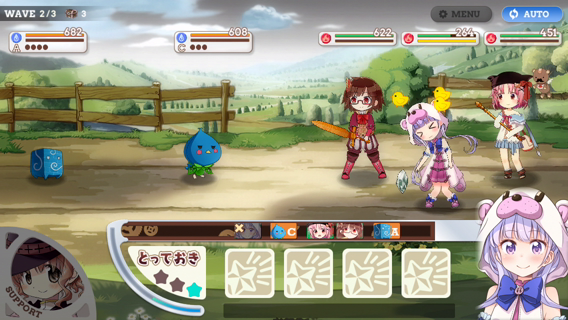 WAVE 2/3 3
MENU
AUTO
682
A
608
C
622
264
451
C
A
とっておき
SUPPORT